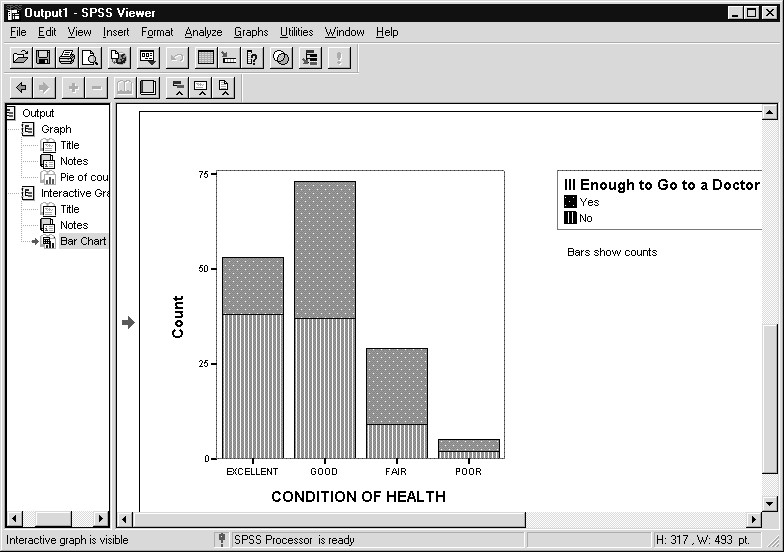 Output1 - SPSS Viewer
File Edit View Insert Format Analyze Graphs Utilities Window Help
Output
Graph
Title
Notes
Pie of cou
Interactive Gra
Title
Notes
Bar Chart
75
50
25
0
Count
EXCELLENT GOOD FAIR POOR
CONDITION OF HEALTH
Ill Enough to Go to a Doctor
Yes
No
Bars show counts
Interactive graph is visible
SPSS Processor is ready
H: 317 , W: 493 pt.